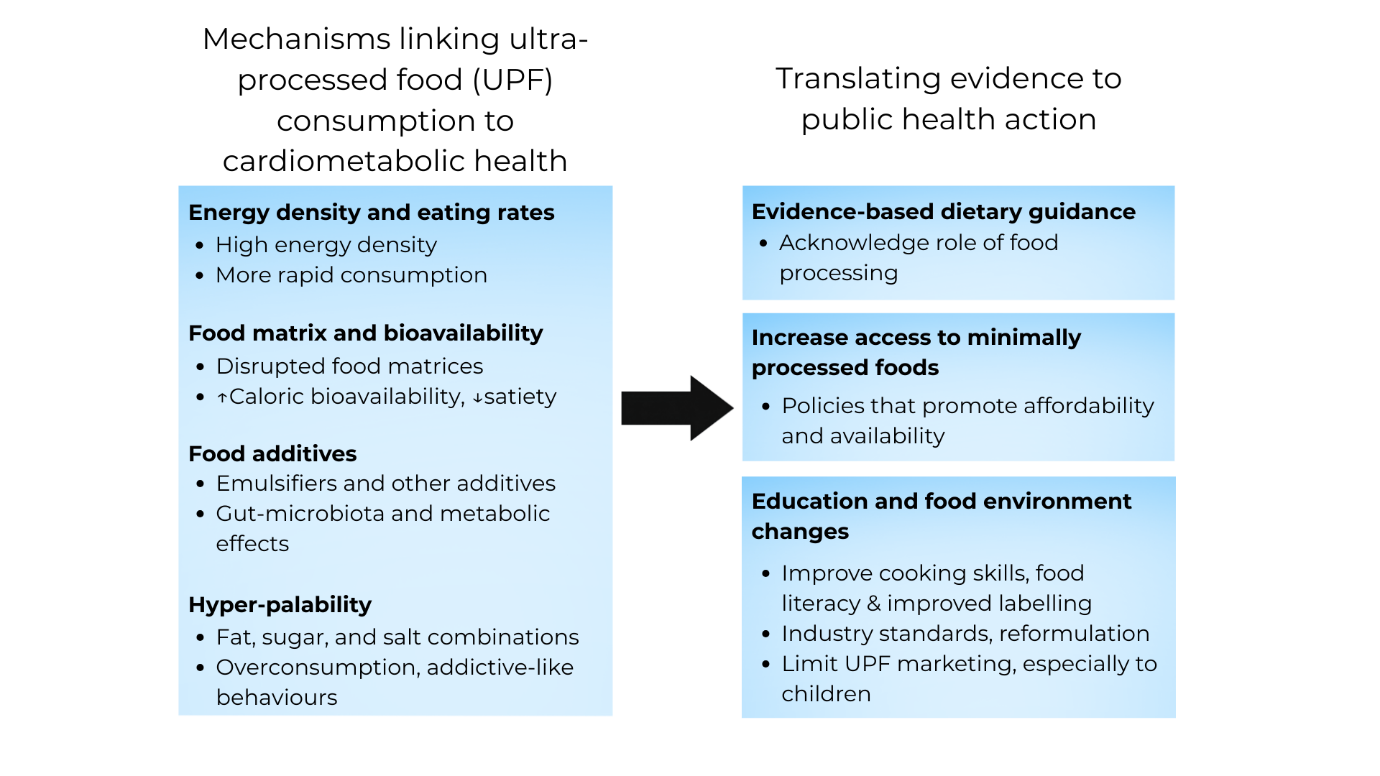 Mechanisms linking ultra-
processed food (UPF)
consumption to
cardiometabolic health
Energy density and eating rates
• High energy density
• More rapid consumption
Food matrix and bioavailability
• Disrupted food matrices
• ↑Caloric bioavailability, ↓satiety
Food additives
• Emulsifiers and other additives
• Gut-microbiota and metabolic
effects
Hyper-palability
• Fat, sugar, and salt combinations
• Overconsumption, addictive-like
behaviours
Translating evidence to
public health action
Evidence-based dietary guidance
• Acknowledge role of food
processing
Increase access to minimally
processed foods
• Policies that promote affordability
and availability
Education and food environment
changes
• Improve cooking skills, food
literacy & improved labelling
• Industry standards, reformulation
• Limit UPF marketing, especially to
children